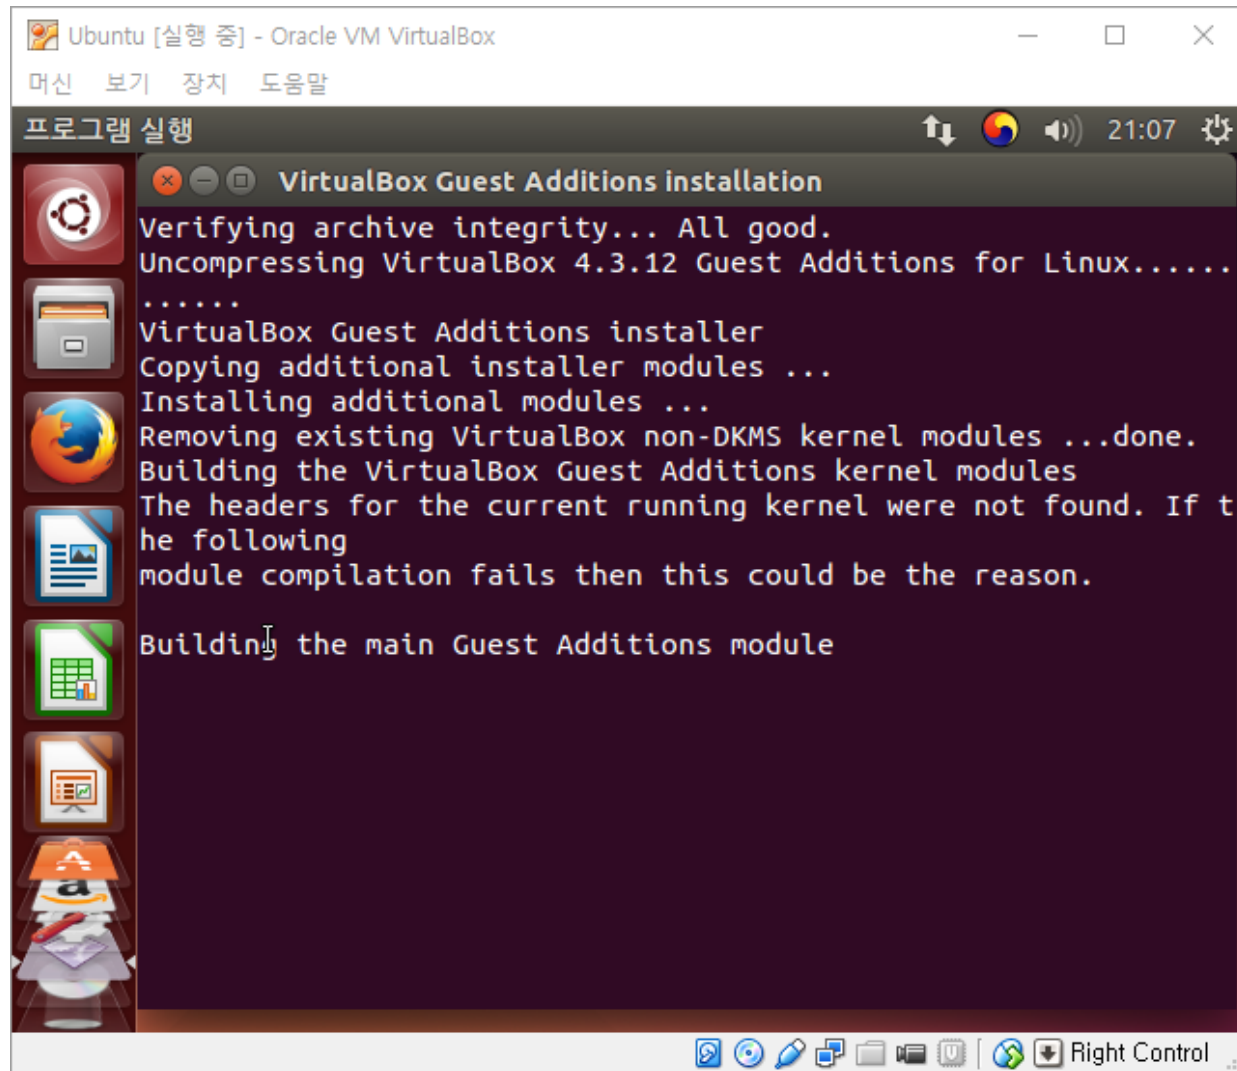 Ubuntu [실행 중] - Oracle VM VirtualBox
머신 보기 장치 도움말
프로그램 실행 21:07
VirtualBox Guest Additions installation
Verifying archive integrity... All good.
Uncompressing VirtualBox 4.3.12 Guest Additions for Linux......
......
VirtualBox Guest Additions installer
Copying additional installer modules ...
Installing additional modules ...
Removing existing VirtualBox non-DKMS kernel modules ...done.
Building the VirtualBox Guest Additions kernel modules
The headers for the current running kernel were not found. If t
he following
module compilation fails then this could be the reason.
Building the main Guest Additions module
Right Control